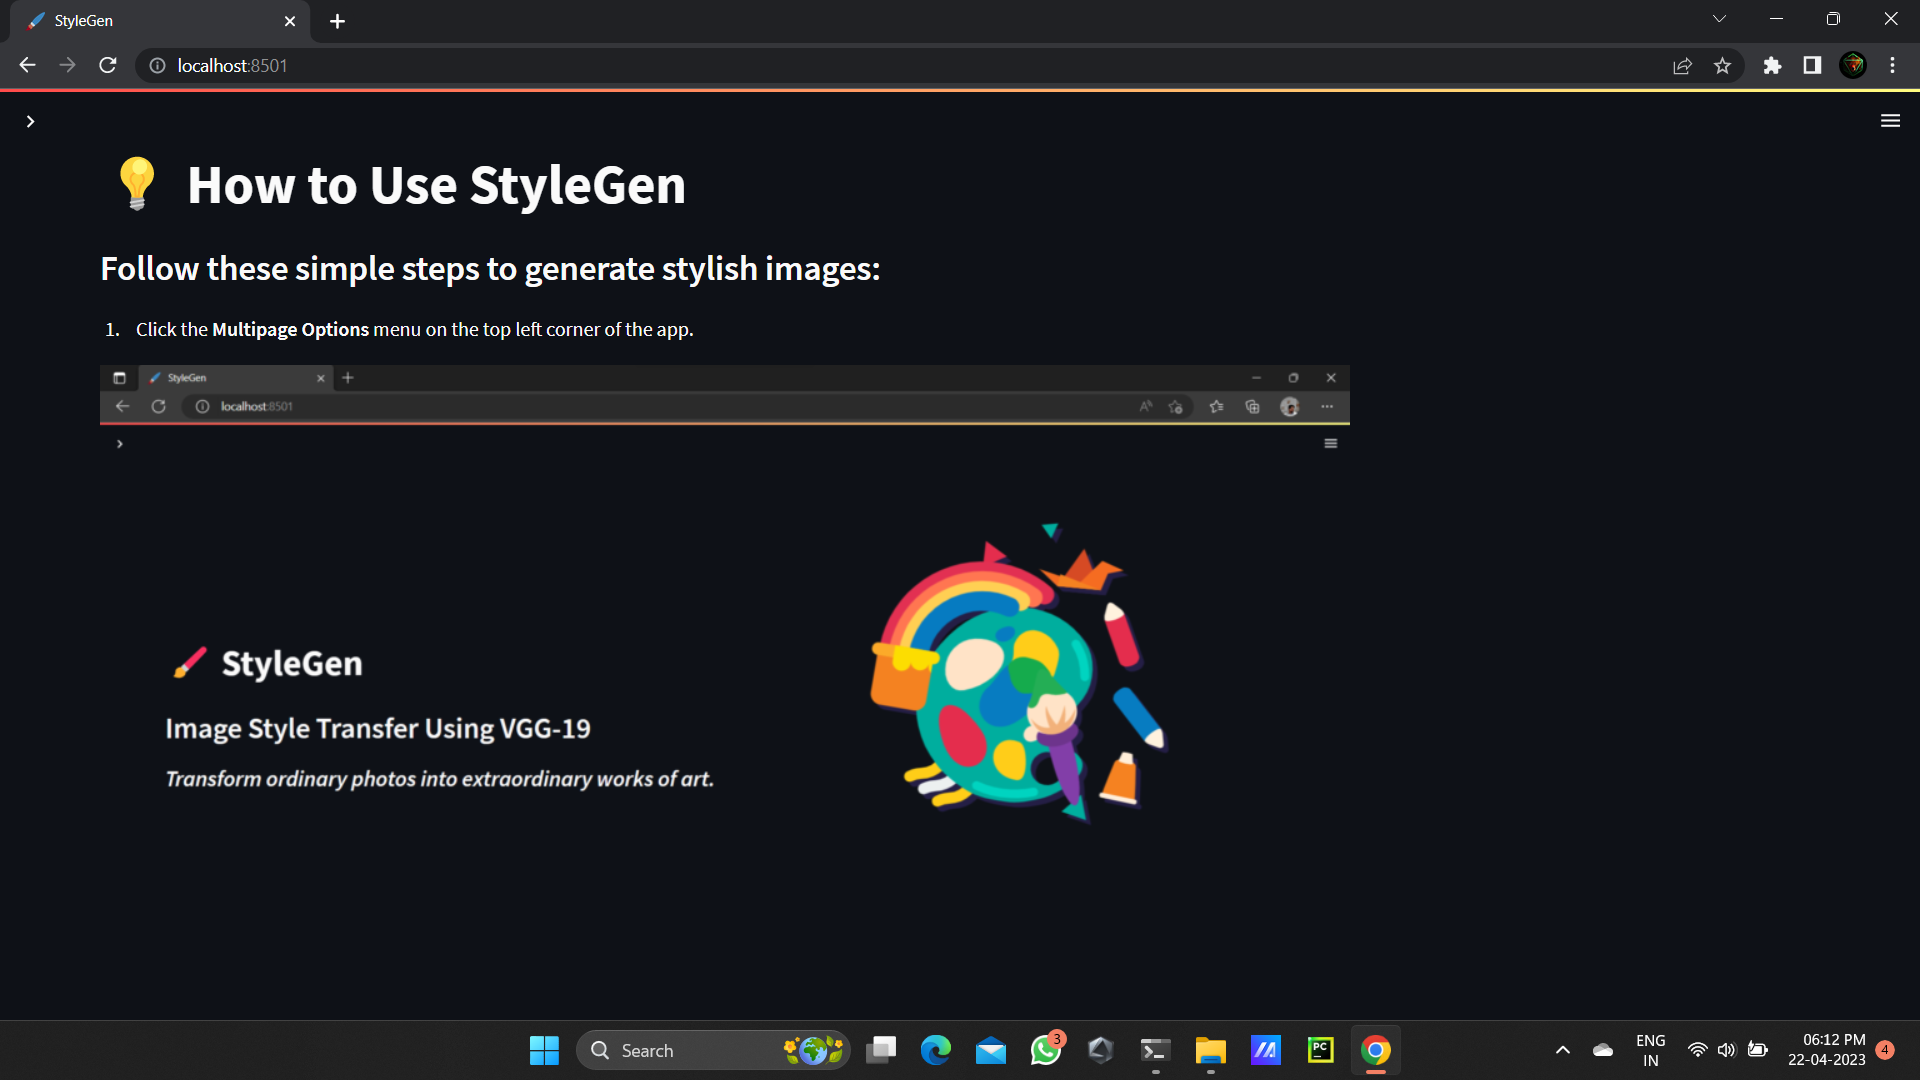 StyleGen
localhost:8501
How to Use StyleGen
Follow these simple steps to generate stylish images:
1. Click the Multipage Options menu on the top left corner of the app.
StyleGen
localhost:8501
StyleGen
Image Style Transfer Using VGG-19
Transform ordinary photos into extraordinary works of art.
Search
3
PC
ENG
IN
06:12 PM
22-04-2023
4